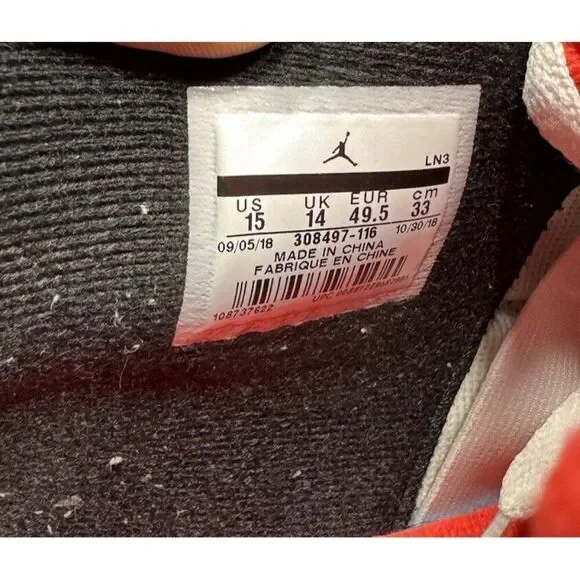 LN3
US UK EUR cm
15 14 49.5 33
09/05/18 308497-116 10/30/18
MADE IN CHINA
FABRIQUE EN CHINE
108737622
UPC